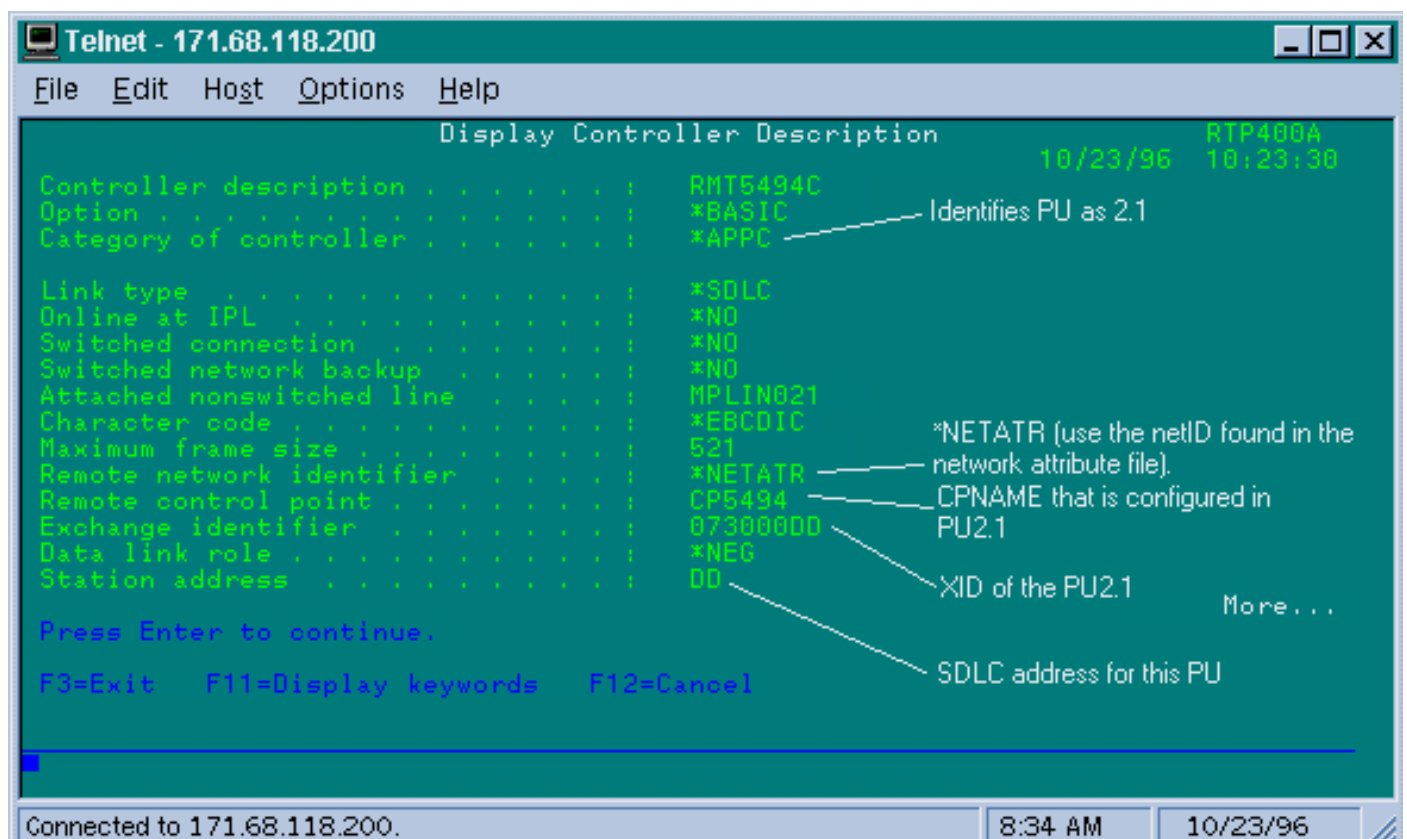 Telnet - 171.68.118.200
File Edit Host Options Help
Display Controller Description RTP400A
10/23/96 10:23:30
Controller description . . . . . . : RMT5494C
Option . . . . . . . . . . . . . . : *BASIC
Category of controller . . . . . . : *APPC
Identifies PU as 2.1
Link type . . . . . . . . . . . . : *SDLC
Online at IPL . . . . . . . . . . : *NO
Switched connection . . . . . . . : *NO
Switched network backup . . . . . : *NO
Attached nonswitched line . . . . : MPLIN021
Character code . . . . . . . . . . : *EBCDIC
Maximum frame size . . . . . . . . : 521
Remote network identifier . . . . : *NETATR
*NETATR (use the netID found in the
network attribute file).
Remote control point . . . . . . . : CP5494
CPNAME that is configured in
PU2.1
Exchange identifier . . . . . . . : 073000DD
XID of the PU2.1
Data link role . . . . . . . . . . : *NEG
Station address . . . . . . . . . : DD
SDLC address for this PU
More...
Press Enter to continue.
F3=Exit F11=Display keywords F12=Cancel
Connected to 171.68.118.200. 8:34 AM 10/23/96